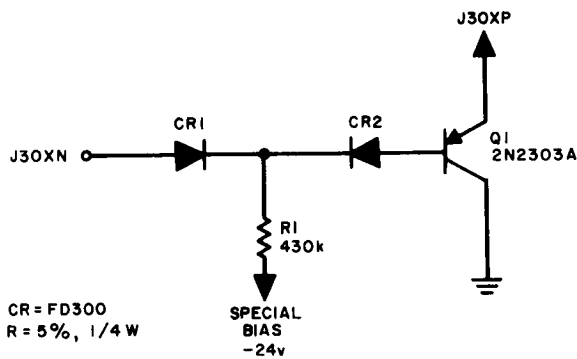 J30XP
CR1
CR2
Q1
2N2303A
J30XN
R1
430k
CR = FD300
R = 5%, 1/4 W
SPECIAL
BIAS
-24v